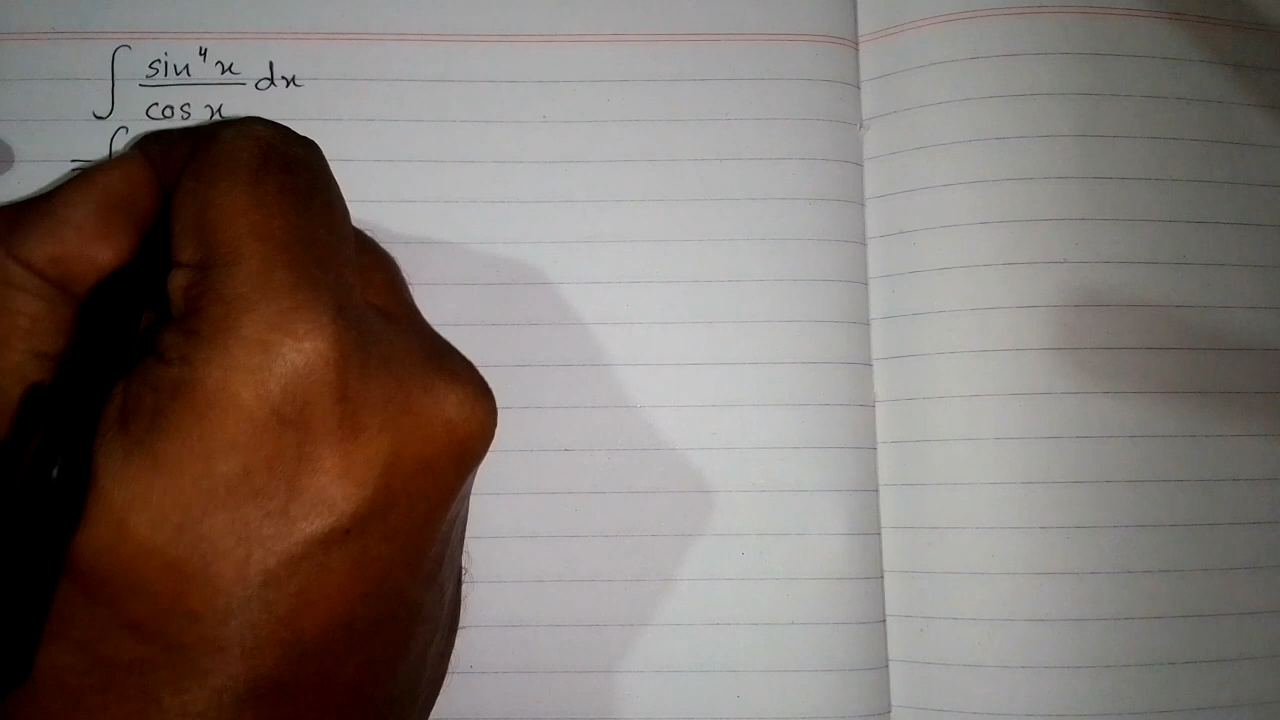 ∫ sin⁴x / cos x dx
= ∫